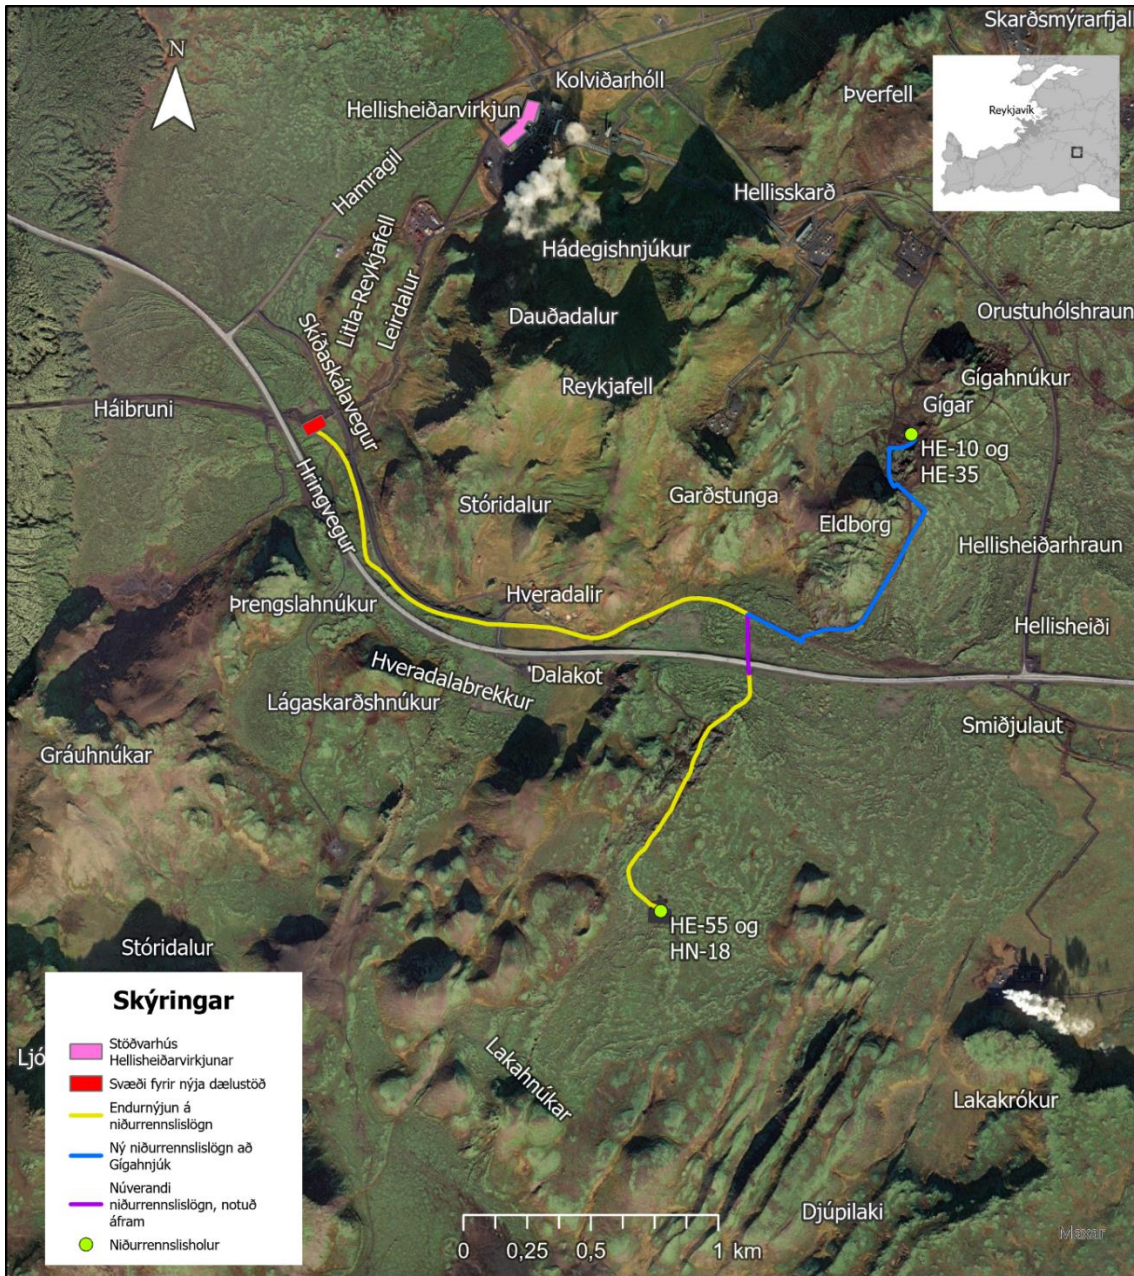 Skarðsmýrarfjal
N
Kolviðarhóll
Þverfell
Hellisheiðarvirkjun
Reykjavík
Hamragil
Hellisskarð
Hádegishnjúkur
Litla-Reykjafell
Leirdalur
Skíðaskálavegur
Dauðadalur
Orustuhólshraun
Reykjafell
Gígahnúkur
Háibruni
Gígar
HE-10 og
HE-35
Hringvegur
Stóridalur
Garðstunga
Eldborg
Hellisheiðarhraun
Þrengslahnúkur
Hveradalir
Hellisheiði
Hveradalabrekkur
Dalakot
Lágaskarðshnúkur
Smiðjulaut
Gráuhnúkar
HE-55 og
HN-18
Stóridalur
Skýringar
Stöðvarhús
Hellisheiðarvirkjunar
Svæði fyrir nýja dælustöð
Endurnýjun á
niðurrennslislögn
Ný niðurrennslislögn að
Gígahnjúk
Núverandi
niðurrennslislögn, notuð
áfram
Niðurrennslisholur
Ljó
Lakahnúkar
Lakakrókur
Djúpilaki
0 0,25 0,5 1 km
Maxar